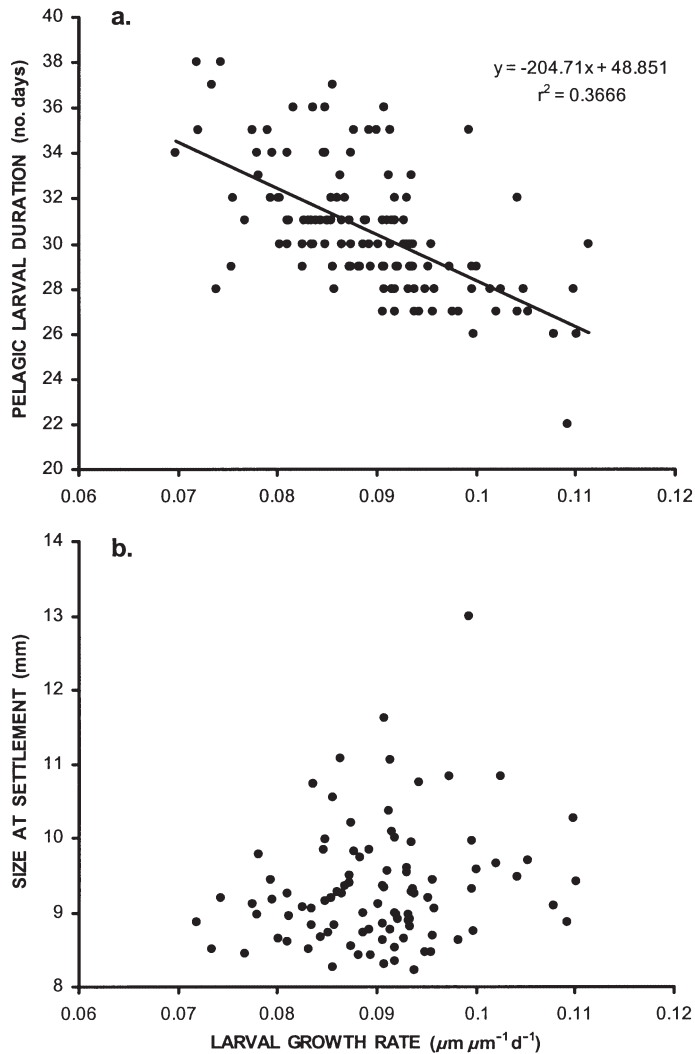 a.
y = -204.71x + 48.851
r² = 0.3666
PELAGIC LARVAL DURATION (no. days)
40
38
36
34
32
30
28
26
24
22
20
0.06 0.07 0.08 0.09 0.1 0.11 0.12
b.
SIZE AT SETTLEMENT (mm)
14
13
12
11
10
9
8
0.06 0.07 0.08 0.09 0.1 0.11 0.12
LARVAL GROWTH RATE (μm μm⁻¹ d⁻¹)